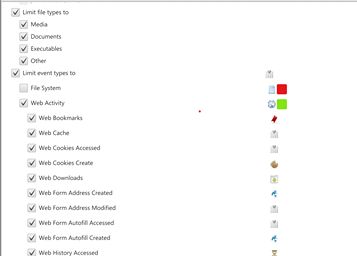 Limit file types to
Media
Documents
Executables
Other
Limit event types to
File System
Web Activity
Web Bookmarks
Web Cache
Web Cookies Accessed
Web Cookies Create
Web Downloads
Web Form Address Created
Web Form Address Modified
Web Form Autofill Accessed
Web Form Autofill Created
Web History Accessed